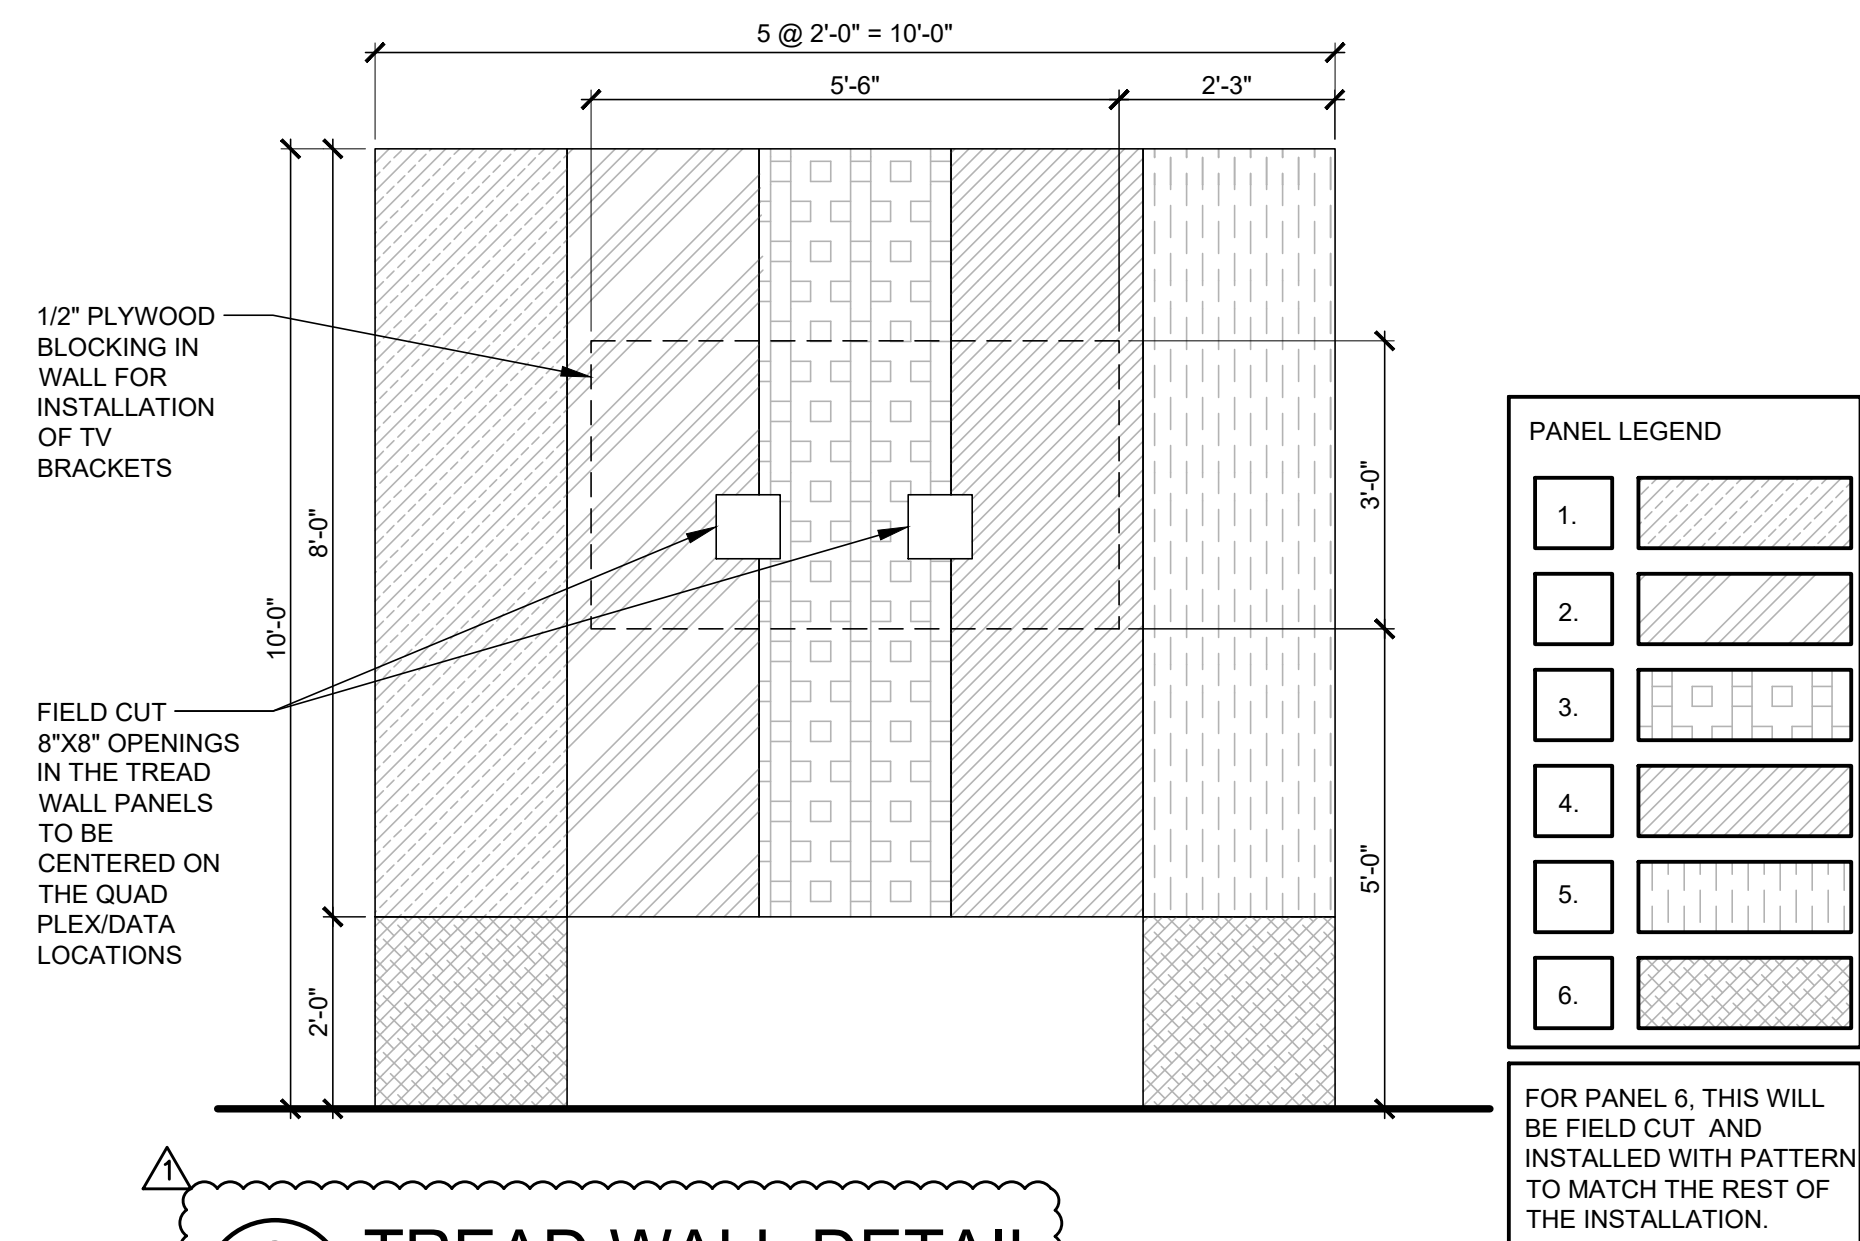 5 @ 2'-0" = 10'-0"
5'-6"
2'-3"
1/2" PLYWOOD
BLOCKING IN
WALL FOR
INSTALLATION
OF TV
BRACKETS
8'-0"
10'-0"
2'-0"
3'-0"
5'-0"
FIELD CUT
8"X8" OPENINGS
IN THE TREAD
WALL PANELS
TO BE
CENTERED ON
THE QUAD
PLEX/DATA
LOCATIONS
PANEL LEGEND
1.
2.
3.
4.
5.
6.
FOR PANEL 6, THIS WILL
BE FIELD CUT AND
INSTALLED WITH PATTERN
TO MATCH THE REST OF
THE INSTALLATION.
1
TREAD WALL DETAIL